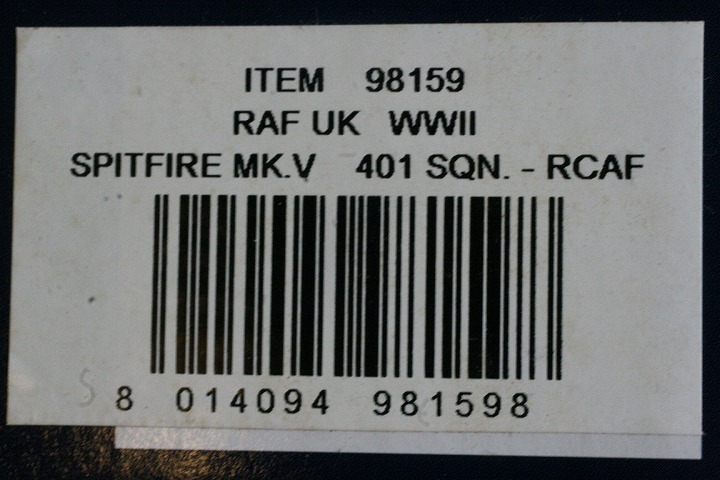 ITEM 98159
RAF UK WWII
SPITFIRE MK.V 401 SQN. - RCAF
8 014094 981598